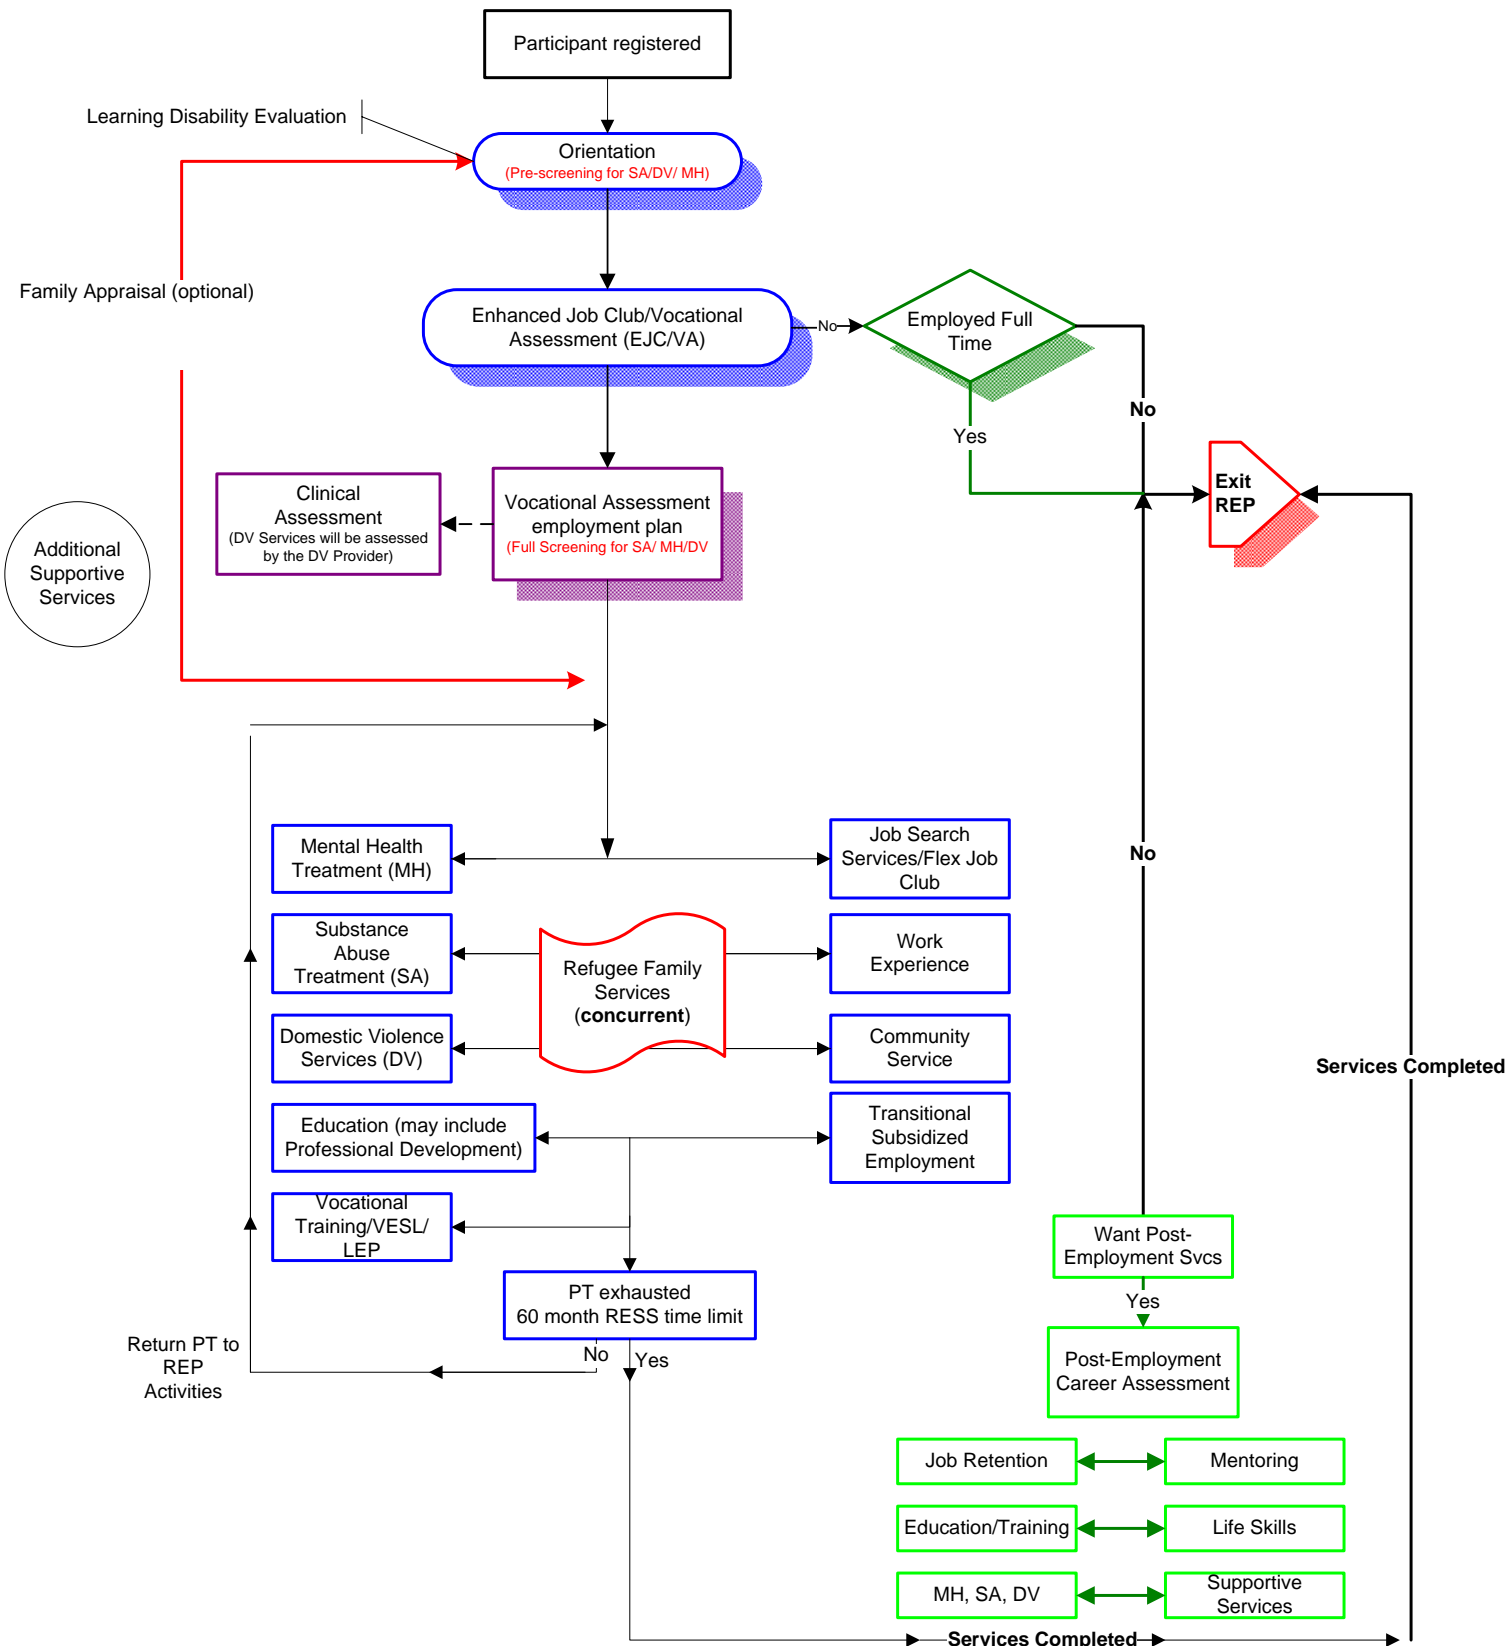 Participant registered
Learning Disability Evaluation
Orientation
(Pre-screening for SA/DV/ MH)
Family Appraisal (optional)
Enhanced Job Club/Vocational
Assessment (EJC/VA)
No
Employed Full
Time
No
Yes
Exit
REP
Clinical
Assessment
(DV Services will be assessed
by the DV Provider)
Vocational Assessment
employment plan
(Full Screening for SA/ MH/DV
Additional
Supportive
Services
Mental Health
Treatment (MH)
Job Search
Services/Flex Job
Club
No
Substance
Abuse
Treatment (SA)
Refugee Family
Services
(concurrent)
Work
Experience
Domestic Violence
Services (DV)
Community
Service
Services Completed
Education (may include
Professional Development)
Transitional
Subsidized
Employment
Vocational
Training/VESL/
LEP
Want Post-
Employment Svcs
PT exhausted
60 month RESS time limit
Yes
Return PT to
REP
Activities
No
Yes
Post-Employment
Career Assessment
Job Retention
Mentoring
Education/Training
Life Skills
MH, SA, DV
Supportive
Services
Services Completed